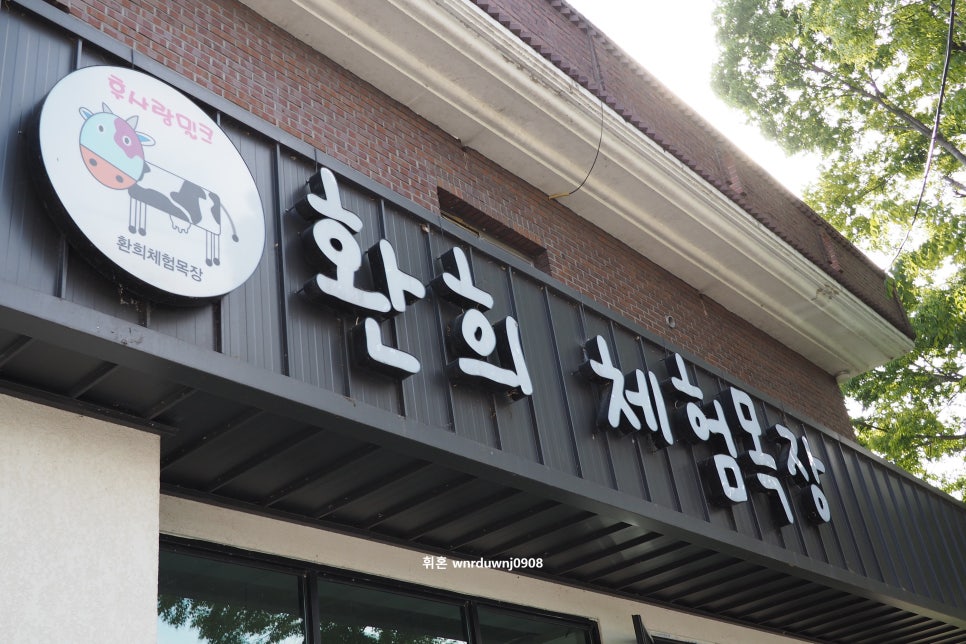 후사랑밀크
환희체험목장
환희 체험목장
휘혼 wnrduwnj0908